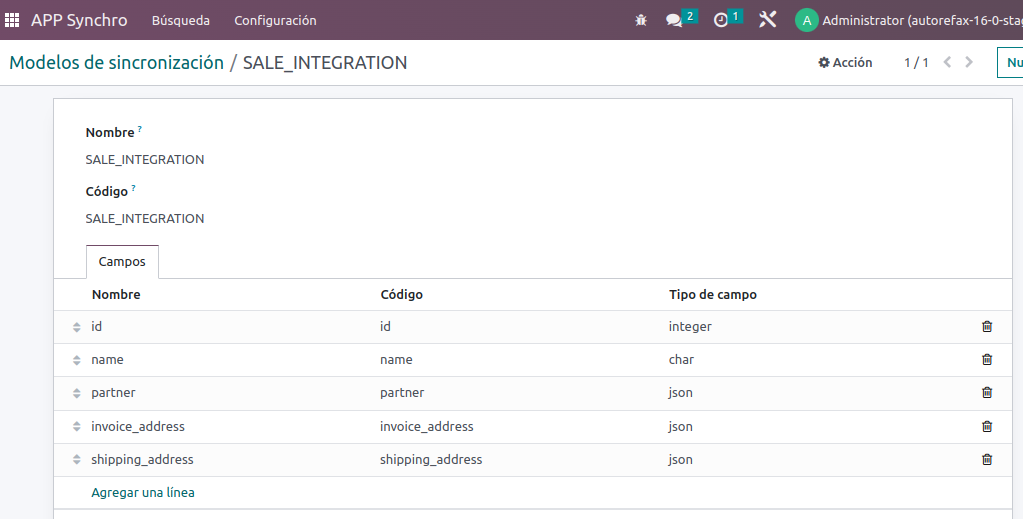 APP Synchro Búsqueda Configuración 2 1 A Administrator (autorefax-16-0-stag
Modelos de sincronización / SALE_INTEGRATION Acción 1 / 1 Nu
Nombre ?
SALE_INTEGRATION
Código ?
SALE_INTEGRATION
Campos
Nombre Código Tipo de campo
id id integer
name name char
partner partner json
invoice_address invoice_address json
shipping_address shipping_address json
Agregar una línea